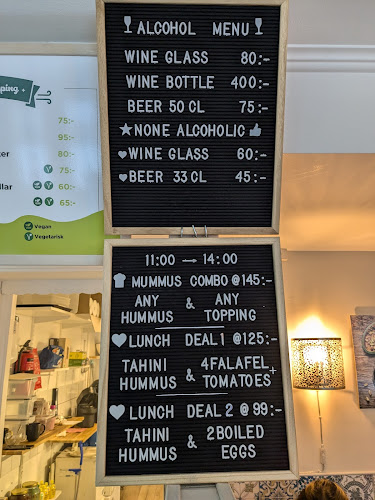 ALCOHOL MENU
WINE GLASS 80:-
WINE BOTTLE 400:-
BEER 50 CL 75:-
★NONE ALCOHOLIC👍
♥WINE GLASS 60:-
♥BEER 33 CL 45:-
11:00 → 14:00
MUMMUS COMBO @145:-
ANY HUMMUS & ANY TOPPING
♥LUNCH DEAL 1 @125:-
TAHINI HUMMUS & 4 FALAFEL + TOMATOES
♥LUNCH DEAL 2 @ 99:-
TAHINI HUMMUS & 2 BOILED EGGS
75:-
95:-
80:-
75:-
60:-
65:-
Vegan
Vegetarisk